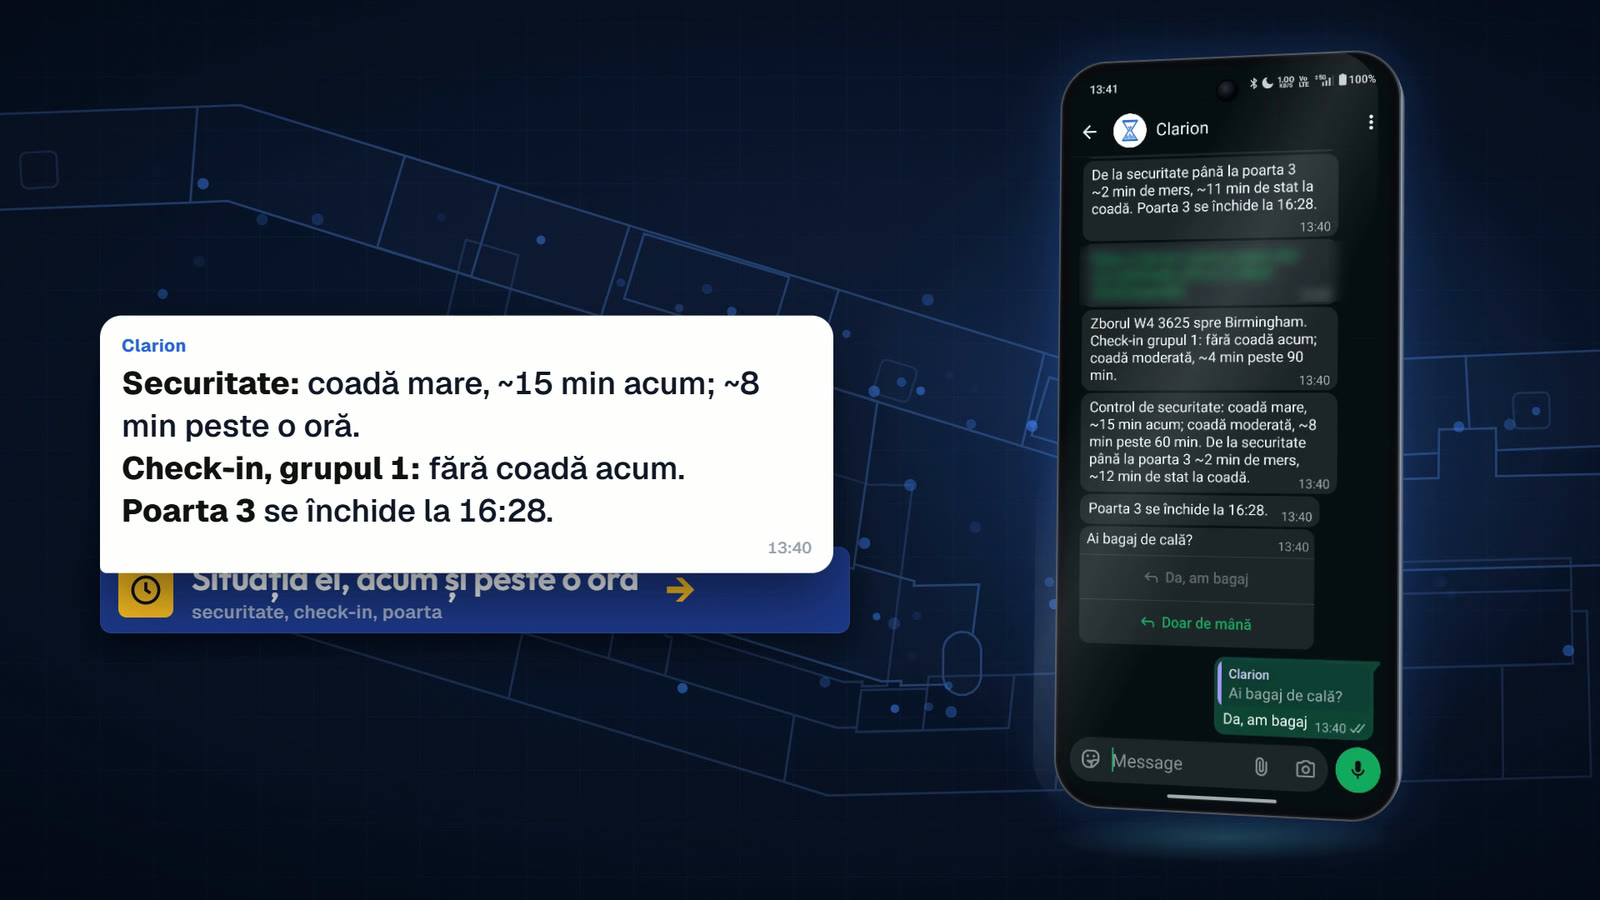 Clarion
Securitate: coadă mare, ~15 min acum; ~8
min peste o oră.
Check-in, grupul 1: fără coadă acum.
Poarta 3 se închide la 16:28.
13:40
Situația ei, acum și peste o oră
securitate, check-in, poarta
13:41
1.00 KB/S Vo LTE 5G 100%
Clarion
De la securitate până la poarta 3
~2 min de mers, ~11 min de stat la
coadă. Poarta 3 se închide la 16:28.
13:40
Zborul W4 3625 spre Birmingham.
Check-in grupul 1: fără coadă acum;
coadă moderată, ~4 min peste 90
min.
13:40
Control de securitate: coadă mare,
~15 min acum; coadă moderată, ~8
min peste 60 min. De la securitate
până la poarta 3 ~2 min de mers,
~12 min de stat la coadă.
13:40
Poarta 3 se închide la 16:28. 13:40
Ai bagaj de cală?
13:40
Da, am bagaj
Doar de mână
Clarion
Ai bagaj de cală?
Da, am bagaj 13:40
Message